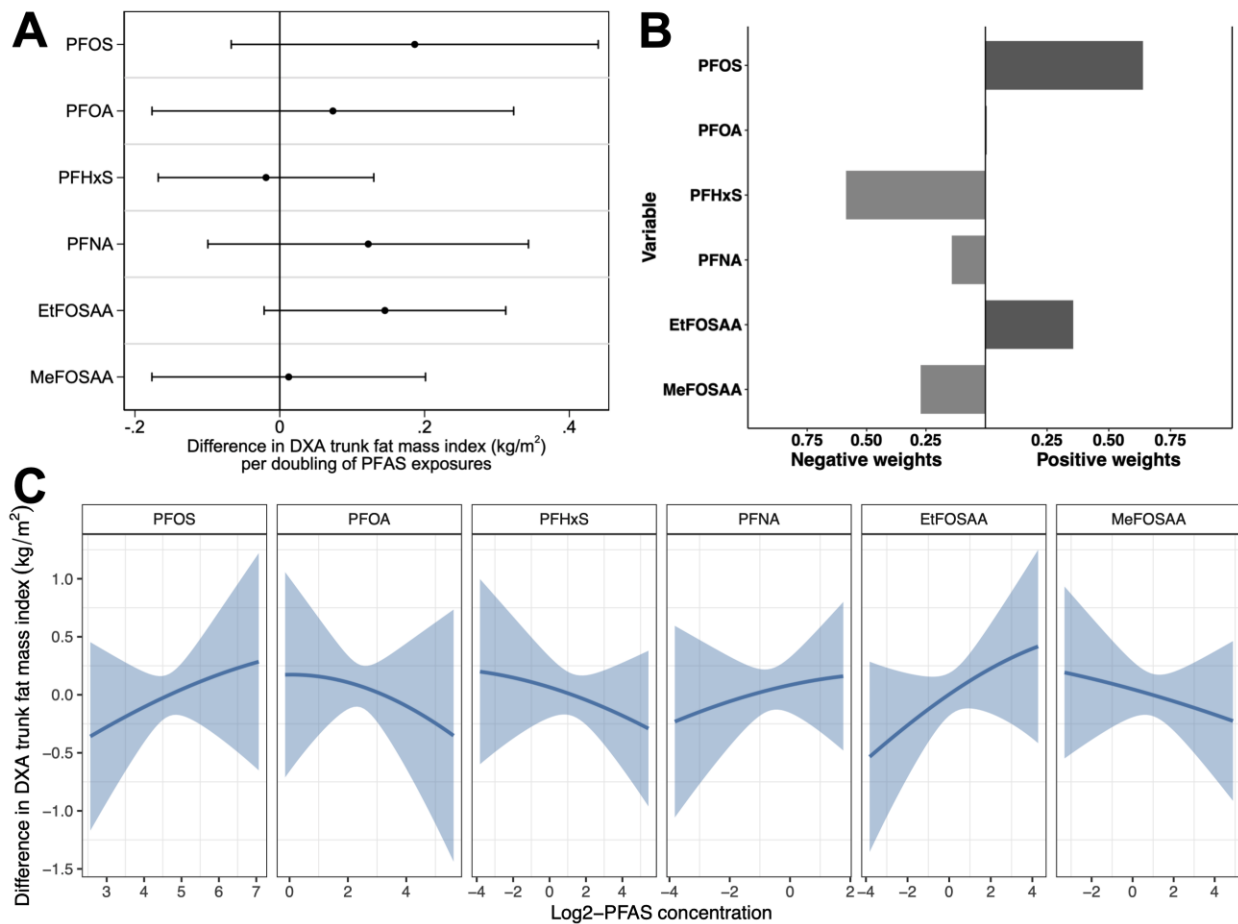 A
PFOS
PFOA
PFHxS
PFNA
EtFOSAA
MeFOSAA
-.2 0 .2 .4
Difference in DXA trunk fat mass index (kg/m²)
per doubling of PFAS exposures
B
Variable
PFOS
PFOA
PFHxS
PFNA
EtFOSAA
MeFOSAA
0.75 0.50 0.25 0.25 0.50 0.75
Negative weights Positive weights
C
Difference in DXA trunk fat mass index (kg/m²)
PFOS PFOA PFHxS PFNA EtFOSAA MeFOSAA
1.0
0.5
0.0
−0.5
−1.0
−1.5
3 4 5 6 7 0 2 4 −4 −2 0 2 4 −4 −2 0 2 −4 −2 0 2 4 −2 0 2 4
Log2−PFAS concentration